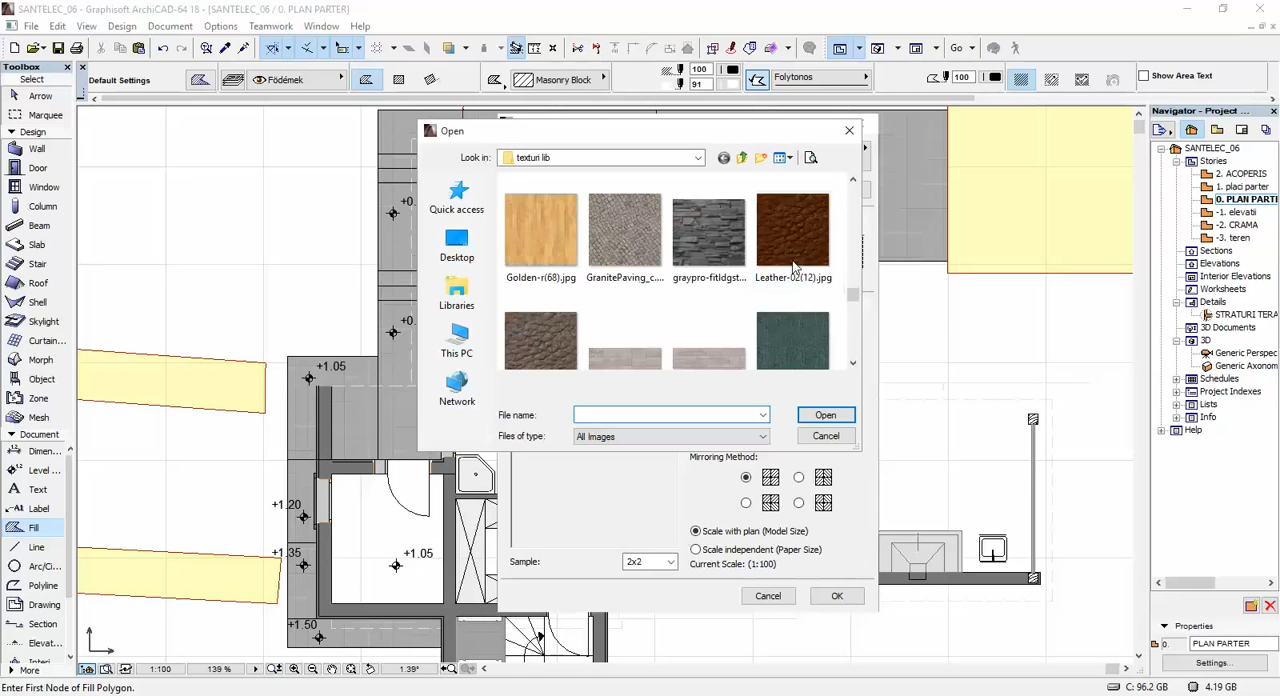 SANTELEC_06 - Graphisoft ArchiCAD-64 18 - [SANTELEC_06 / 0. PLAN PARTER]
File Edit View Design Document Options Teamwork Window Help
Go
Toolbox
Select
Arrow
Marquee
Design
Wall
Door
Window
Column
Beam
Slab
Stair
Roof
Shell
Skylight
Curtain...
Morph
Object
Zone
Mesh
Document
Dimen...
Level ...
Text
Label
Fill
Line
Arc/Ci...
Polyline
Drawing
Section
Elevat...
More
Default Settings
Födémek
Masonry Block
100
91
Polytonos
100
Show Area Text
Open
Look in:
texturi lib
Quick access
Desktop
Libraries
This PC
Network
Golden-r(68).jpg
GranitePaving_c....
graypro-fitldgst...
Leather-02(12).jpg
File name:
Open
Files of type:
All Images
Cancel
Mirroring Method:
Scale with plan (Model Size)
Scale independent (Paper Size)
Current Scale: (1:100)
Sample:
2x2
Cancel
OK
+0.
+0.
+1.05
+1.20
+1.05
+1.35
+1.50
Navigator - Project ...
SANTELEC_06
Stories
2. ACOPERIS
1. placi parter
0. PLAN PARTI
-1. elevatii
-2. CRAMA
-3. teren
Sections
Elevations
Interior Elevations
Worksheets
Details
STRATURI TERA
3D Documents
3D
Generic Perspec
Generic Axonom
Schedules
Project Indexes
Lists
Info
Help
Properties
0.
PLAN PARTER
Settings...
1:100
139 %
1.39°
Enter First Node of Fill Polygon.
C: 96.2 GB
4.19 GB